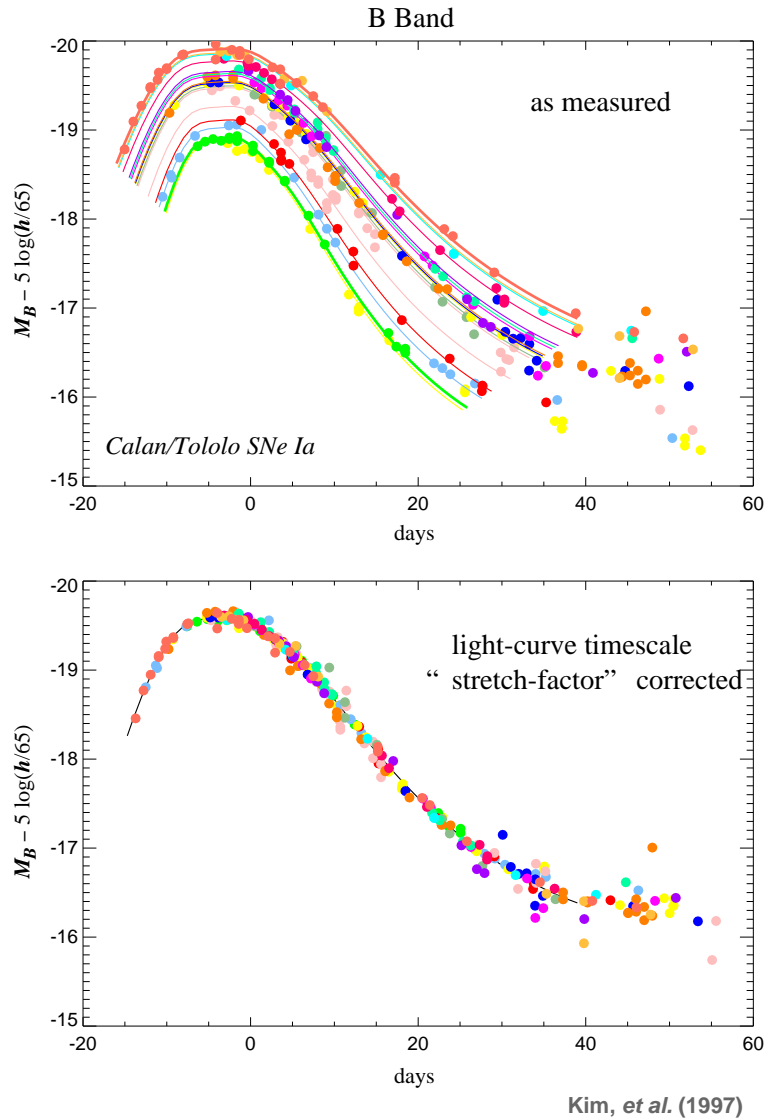 B Band
-20
-19
-18
-17
-16
-15
M_B – 5 log(h/65)
as measured
Calan/Tololo SNe Ia
-20 0 20 40 60
days
-20
-19
-18
-17
-16
-15
M_B – 5 log(h/65)
light-curve timescale
“ stretch-factor” corrected
-20 0 20 40 60
days
Kim, et al. (1997)